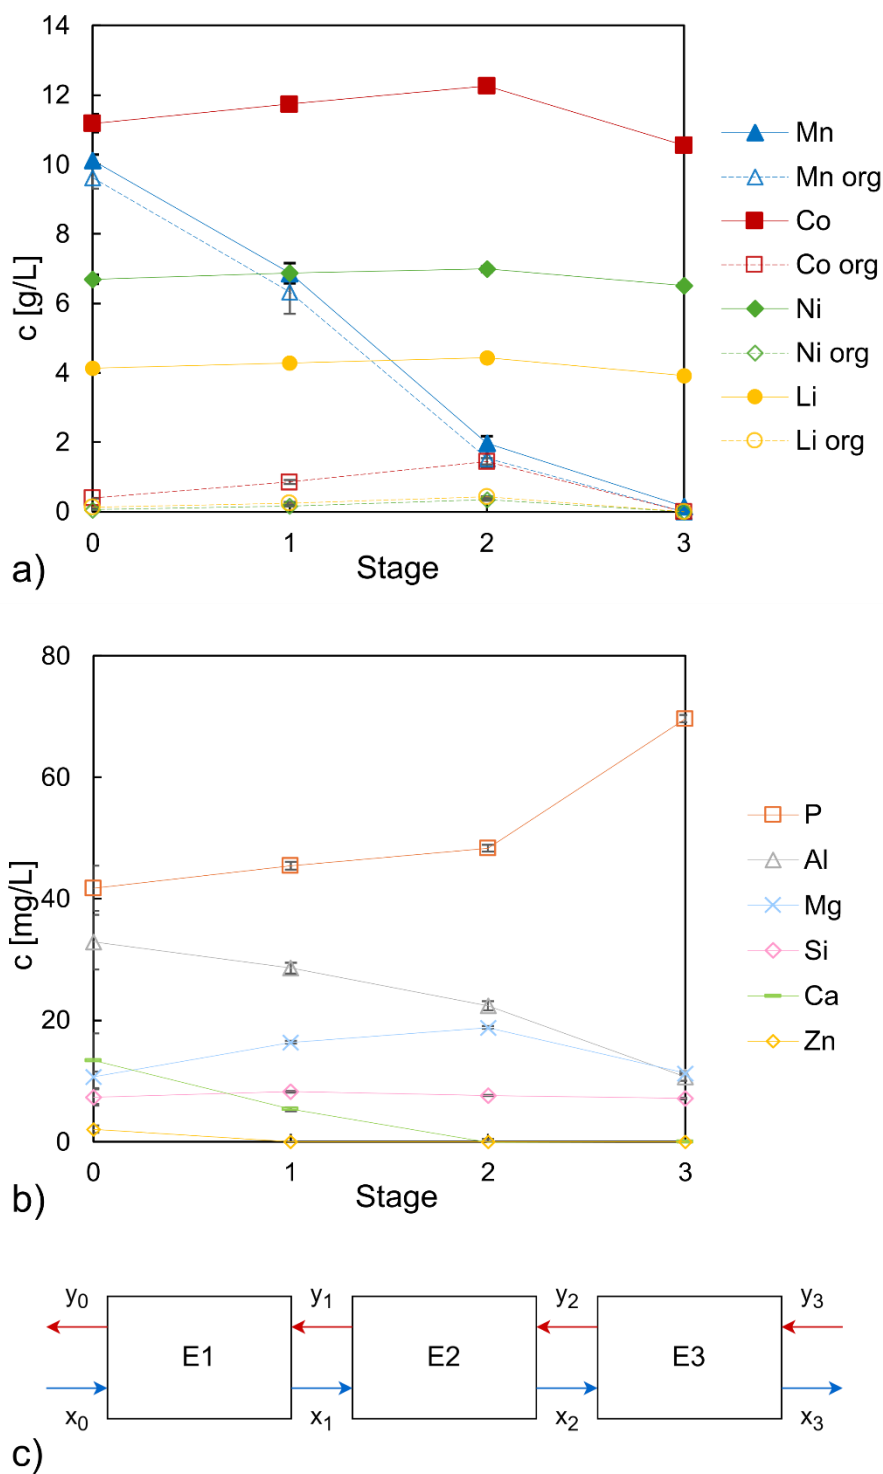 14
12
10
8
6
4
2
0
c [g/L]
0 1 2 3
Stage
Mn
Mn org
Co
Co org
Ni
Ni org
Li
Li org
a)
80
60
40
20
0
c [mg/L]
0 1 2 3
Stage
P
Al
Mg
Si
Ca
Zn
b)
y0 y1 y2 y3
E1 E2 E3
x0 x1 x2 x3
c)